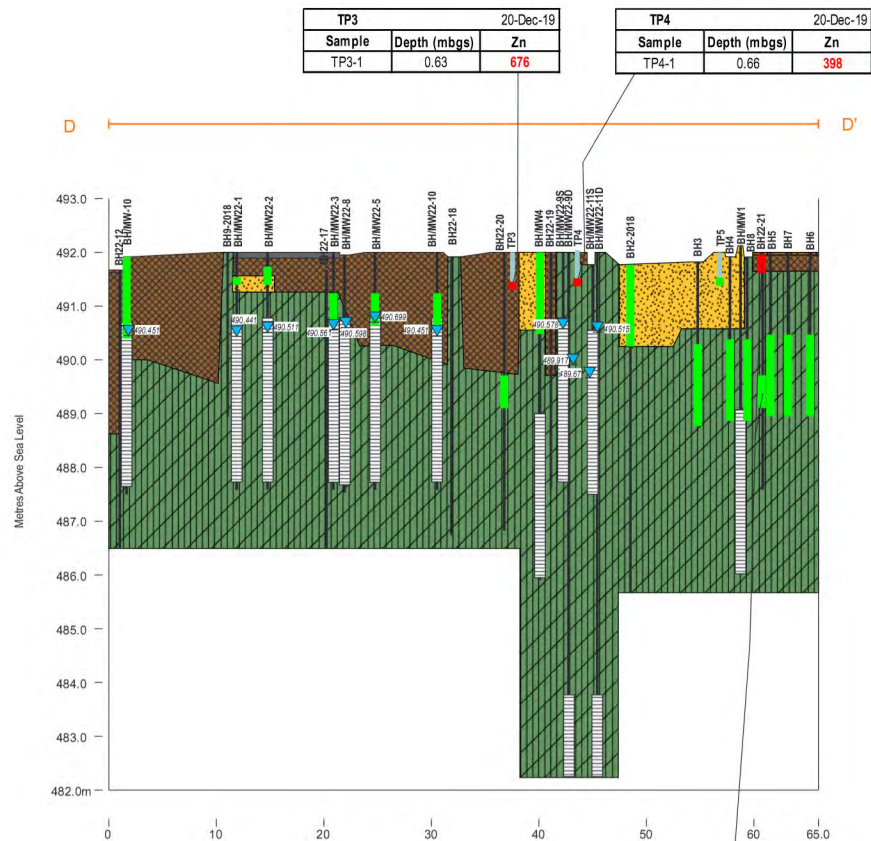 TP3 20-Dec-19
Sample Depth (mbgs) Zn
TP3-1 0.63 676
TP4 20-Dec-19
Sample Depth (mbgs) Zn
TP4-1 0.66 398
D D'
BH22-12
BH/MW-10
BH9-2018
BH/MW22-1
BH/MW22-2
BH22-17
BH/MW22-3
BH/MW22-8
BH/MW22-5
BH/MW22-10
BH22-18
BH22-20
TP3
BH/MW4
BH22-19
BH/MW22-9S
BH/MW22-9D
TP4
BH/MW22-11S
BH/MW22-11D
BH2-2018
BH3
TP5
BH4
BH/MW1
BH8
BH22-21
BH5
BH7
BH6
493.0
492.0
491.0
490.0
489.0
488.0
487.0
486.0
485.0
484.0
483.0
482.0m
Metres Above Sea Level
490.451
490.441
490.511
490.598
490.699
490.451
490.576
489.917
489.67
490.515
0 10 20 30 40 50 60 65.0